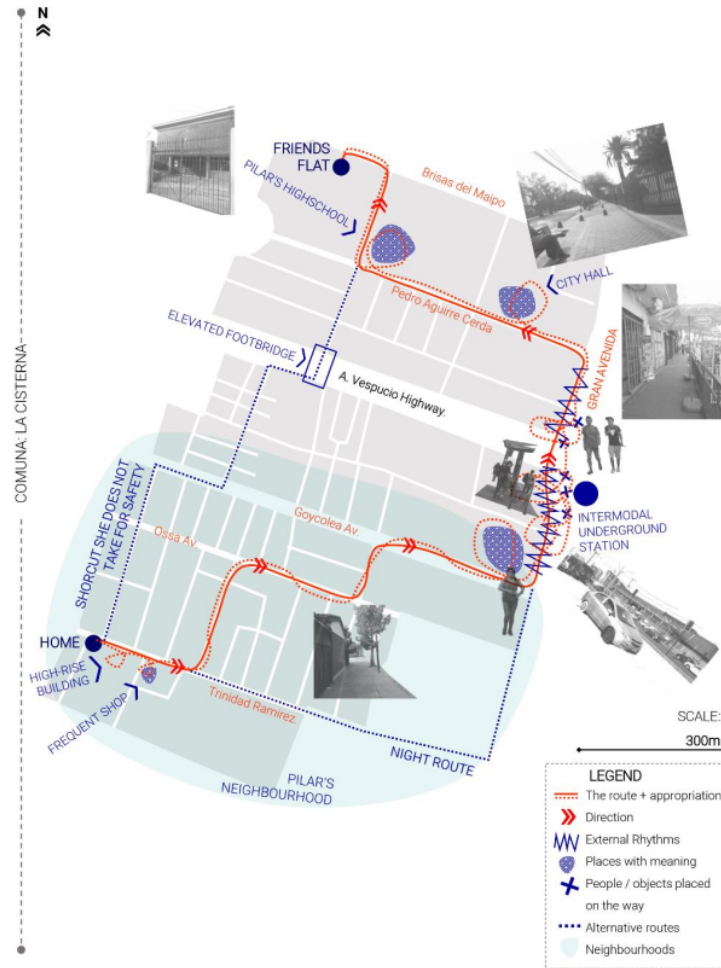 N
COMUNA: LA CISTERNA
FRIENDS
FLAT
PILAR'S HIGHSCHOOL
Brisas del Maipo
CITY HALL
Pedro Aguirre Cerda
ELEVATED FOOTBRIDGE
A. Vespucio Highway.
GRAN AVENIDA
SHORCUT SHE DOES NOT
TAKE FOR SAFETY
Goycolea Av.
Ossa Av.
INTERMODAL
UNDERGROUND
STATION
HOME
HIGH-RISE
BUILDING
FREQUENT SHOP
Trinidad Ramirez
NIGHT ROUTE
PILAR'S
NEIGHBOURHOOD
SCALE:
300m
LEGEND
The route + appropriation
Direction
External Rhythms
Places with meaning
People / objects placed
on the way
Alternative routes
Neighbourhoods